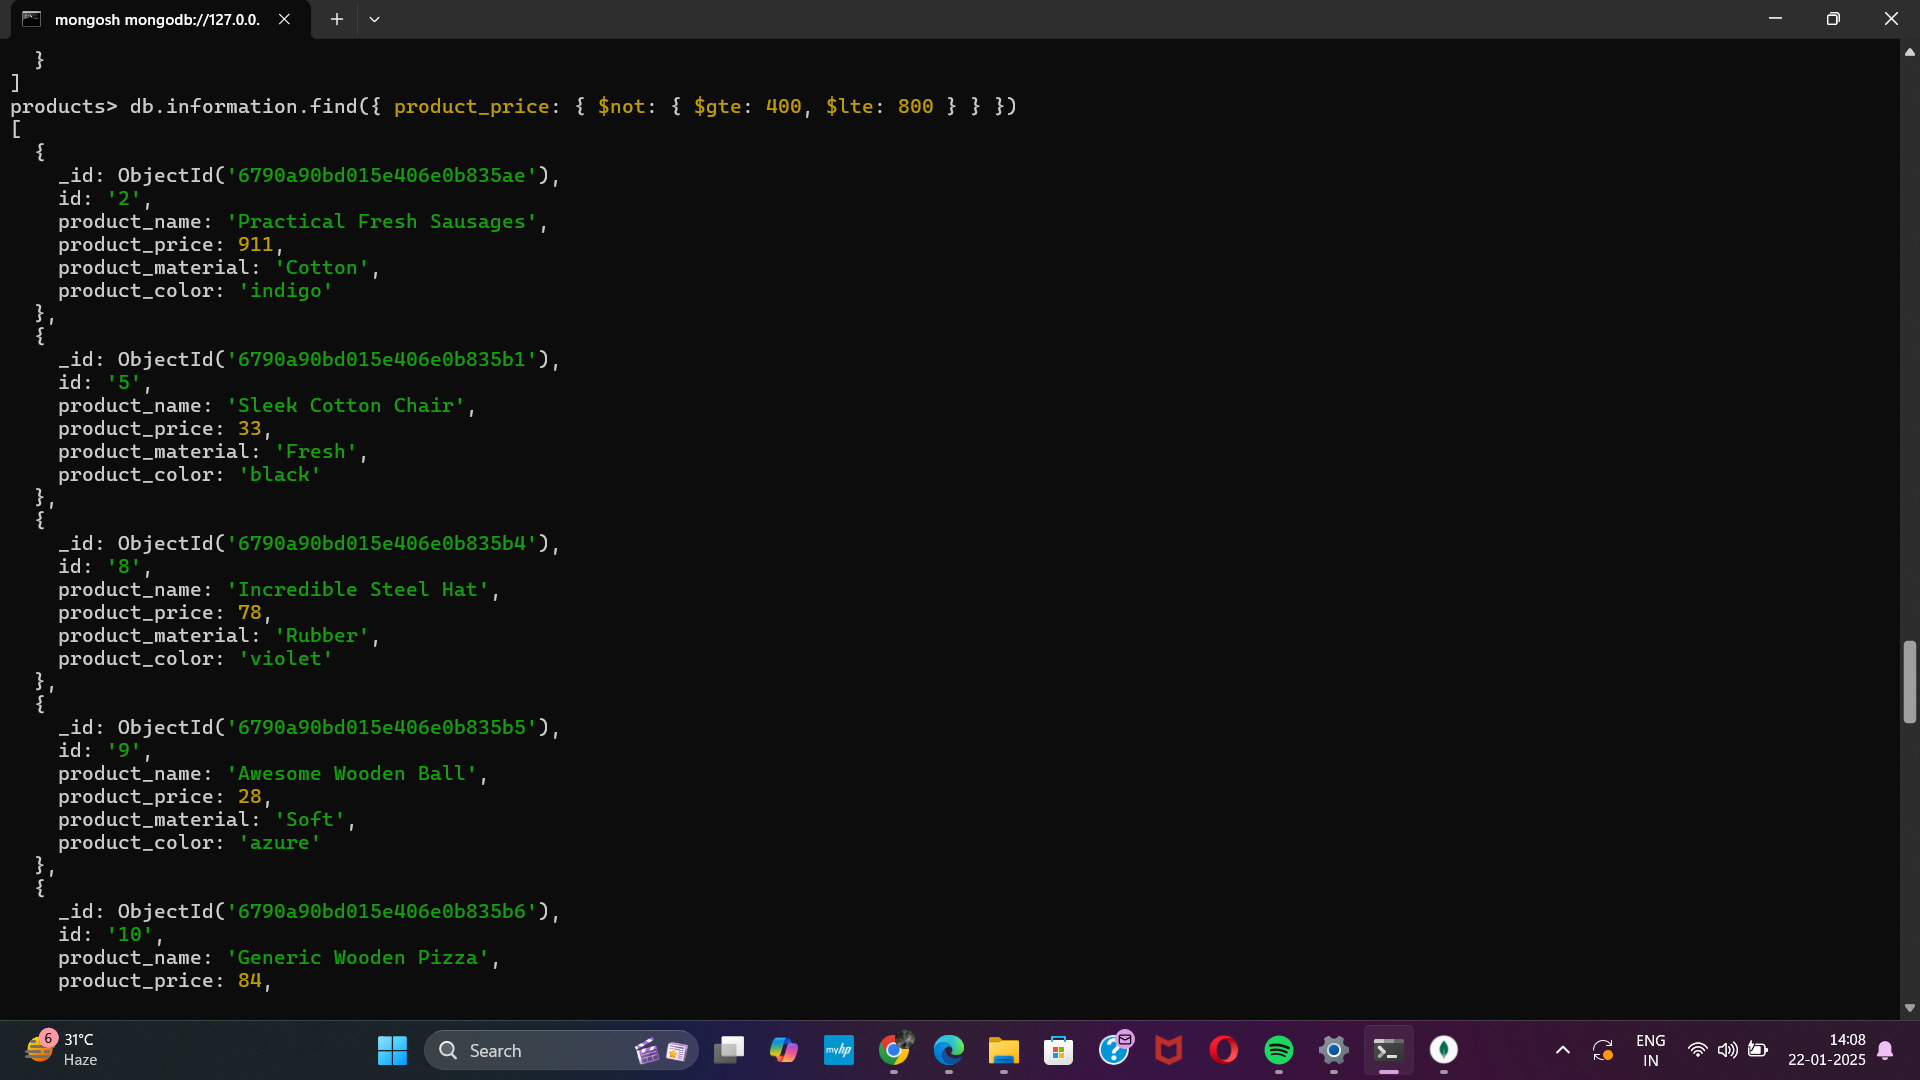 mongosh mongodb://127.0.0.
}
]
products> db.information.find({ product_price: { $not: { $gte: 400, $lte: 800 } } })
[
{
_id: ObjectId('6790a90bd015e406e0b835ae'),
id: '2',
product_name: 'Practical Fresh Sausages',
product_price: 911,
product_material: 'Cotton',
product_color: 'indigo'
},
{
_id: ObjectId('6790a90bd015e406e0b835b1'),
id: '5',
product_name: 'Sleek Cotton Chair',
product_price: 33,
product_material: 'Fresh',
product_color: 'black'
},
{
_id: ObjectId('6790a90bd015e406e0b835b4'),
id: '8',
product_name: 'Incredible Steel Hat',
product_price: 78,
product_material: 'Rubber',
product_color: 'violet'
},
{
_id: ObjectId('6790a90bd015e406e0b835b5'),
id: '9',
product_name: 'Awesome Wooden Ball',
product_price: 28,
product_material: 'Soft',
product_color: 'azure'
},
{
_id: ObjectId('6790a90bd015e406e0b835b6'),
id: '10',
product_name: 'Generic Wooden Pizza',
product_price: 84,
6
31°C
Haze
Search
myhp
ENG
IN
14:08
22-01-2025